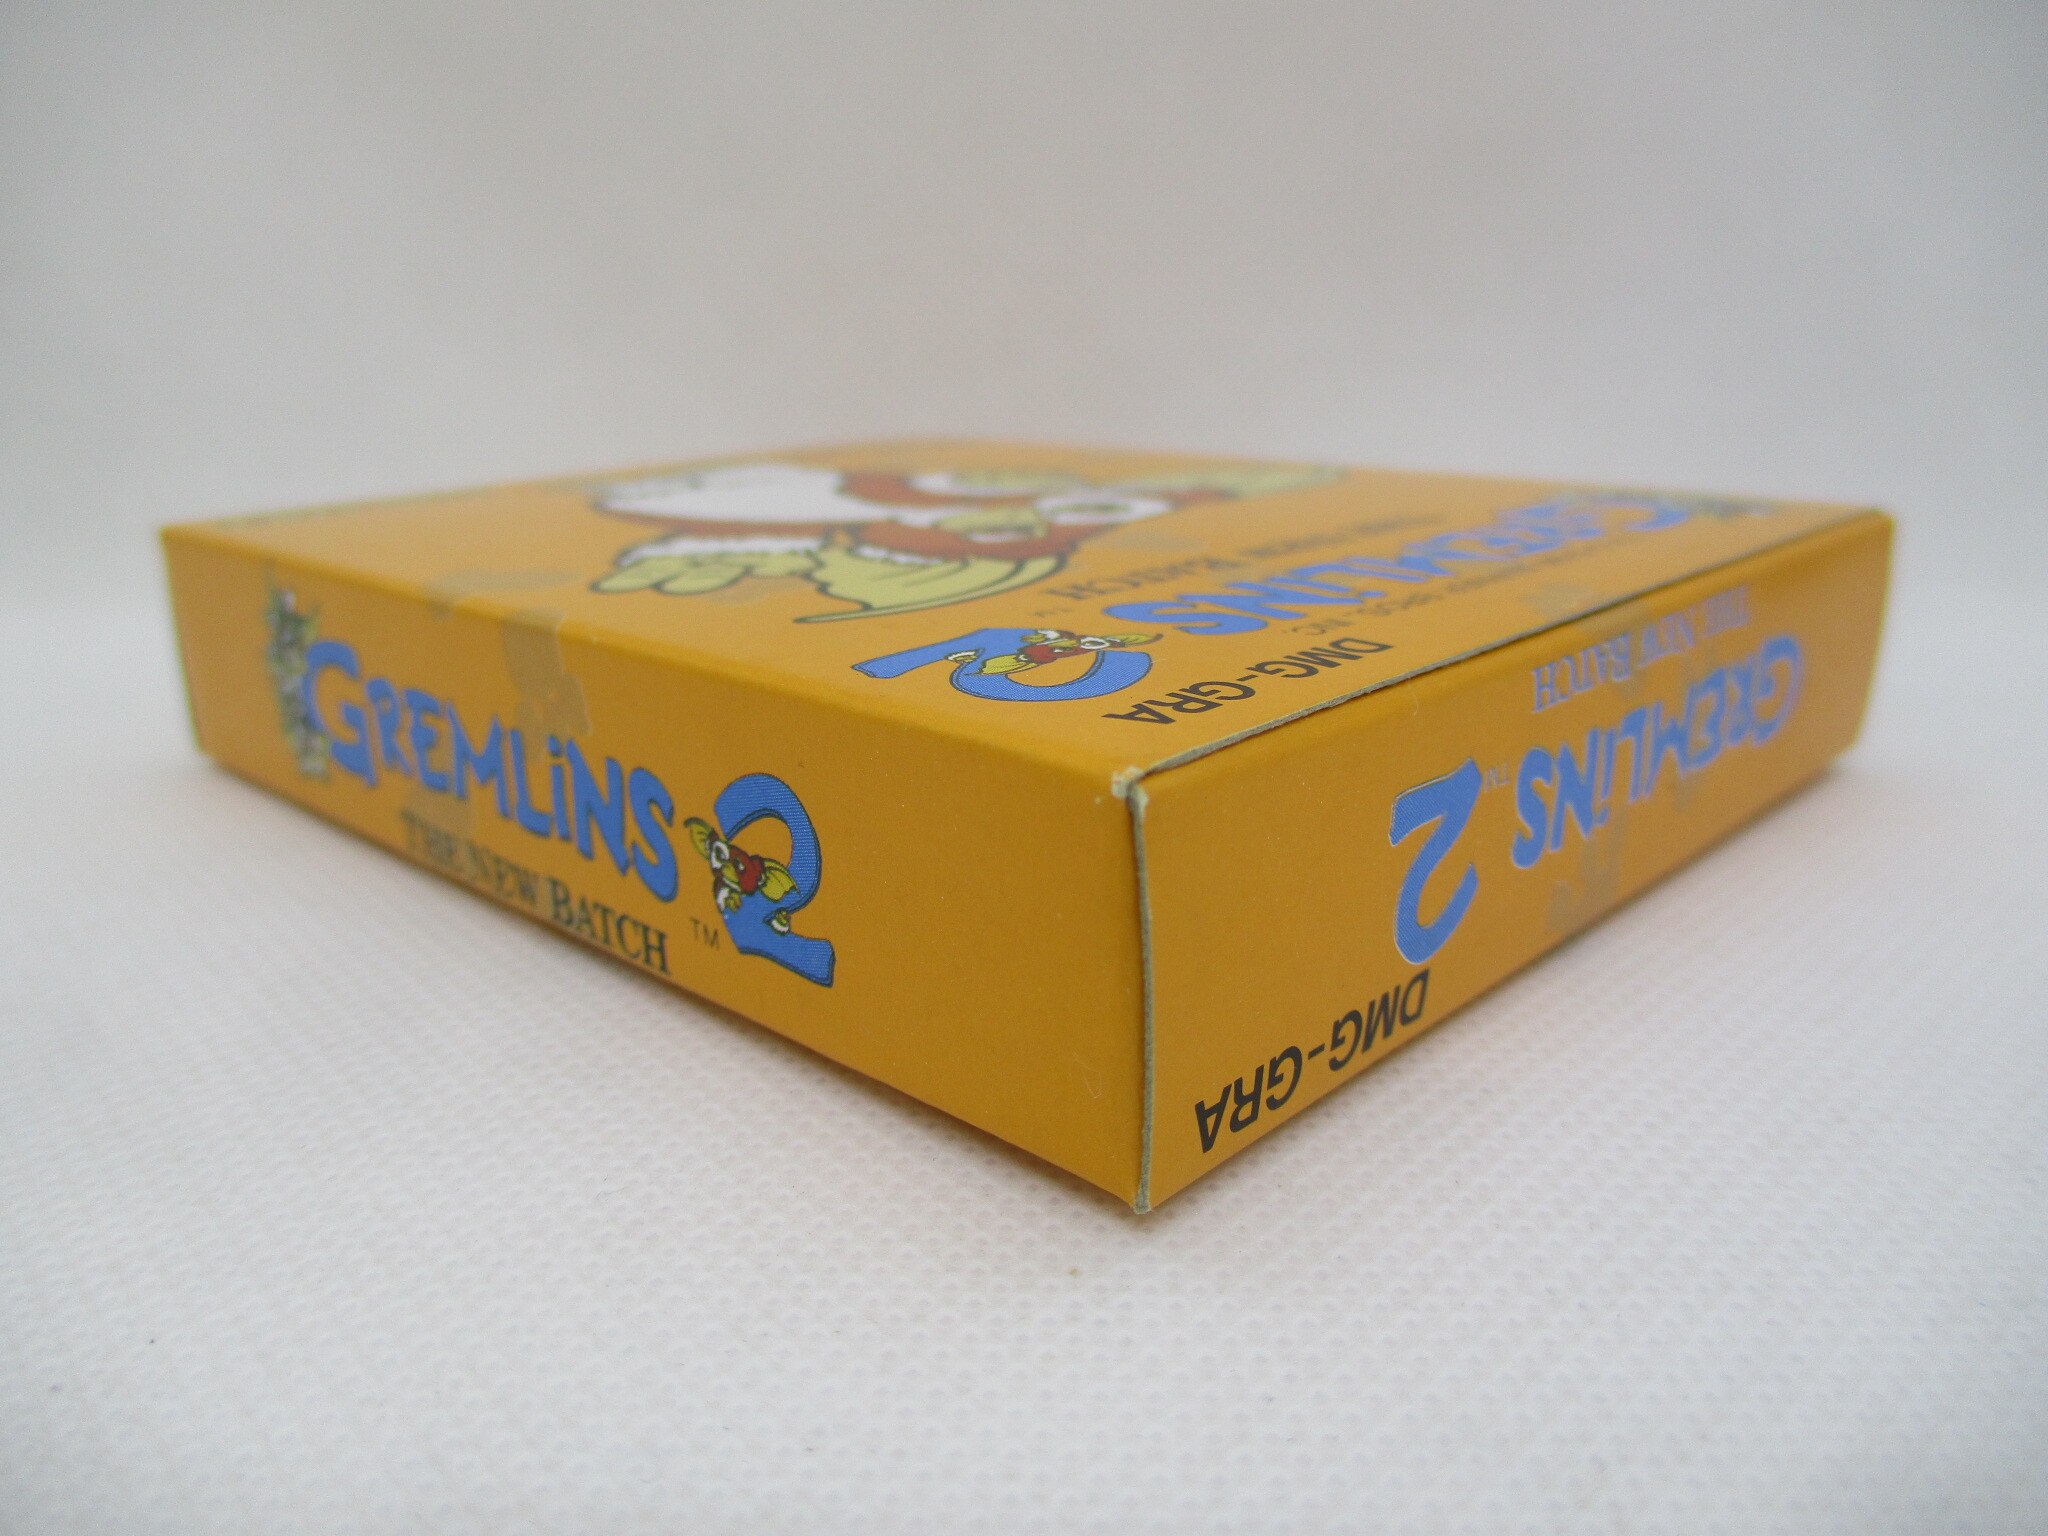 GREMLiNS 2
THE NEW BATCH ™
GREMLiNS 2
THE NEW BATCH
INC.
DMG-GRA
GREMLiNS ™ 2
THE NEW BATCH
DMG-GRA